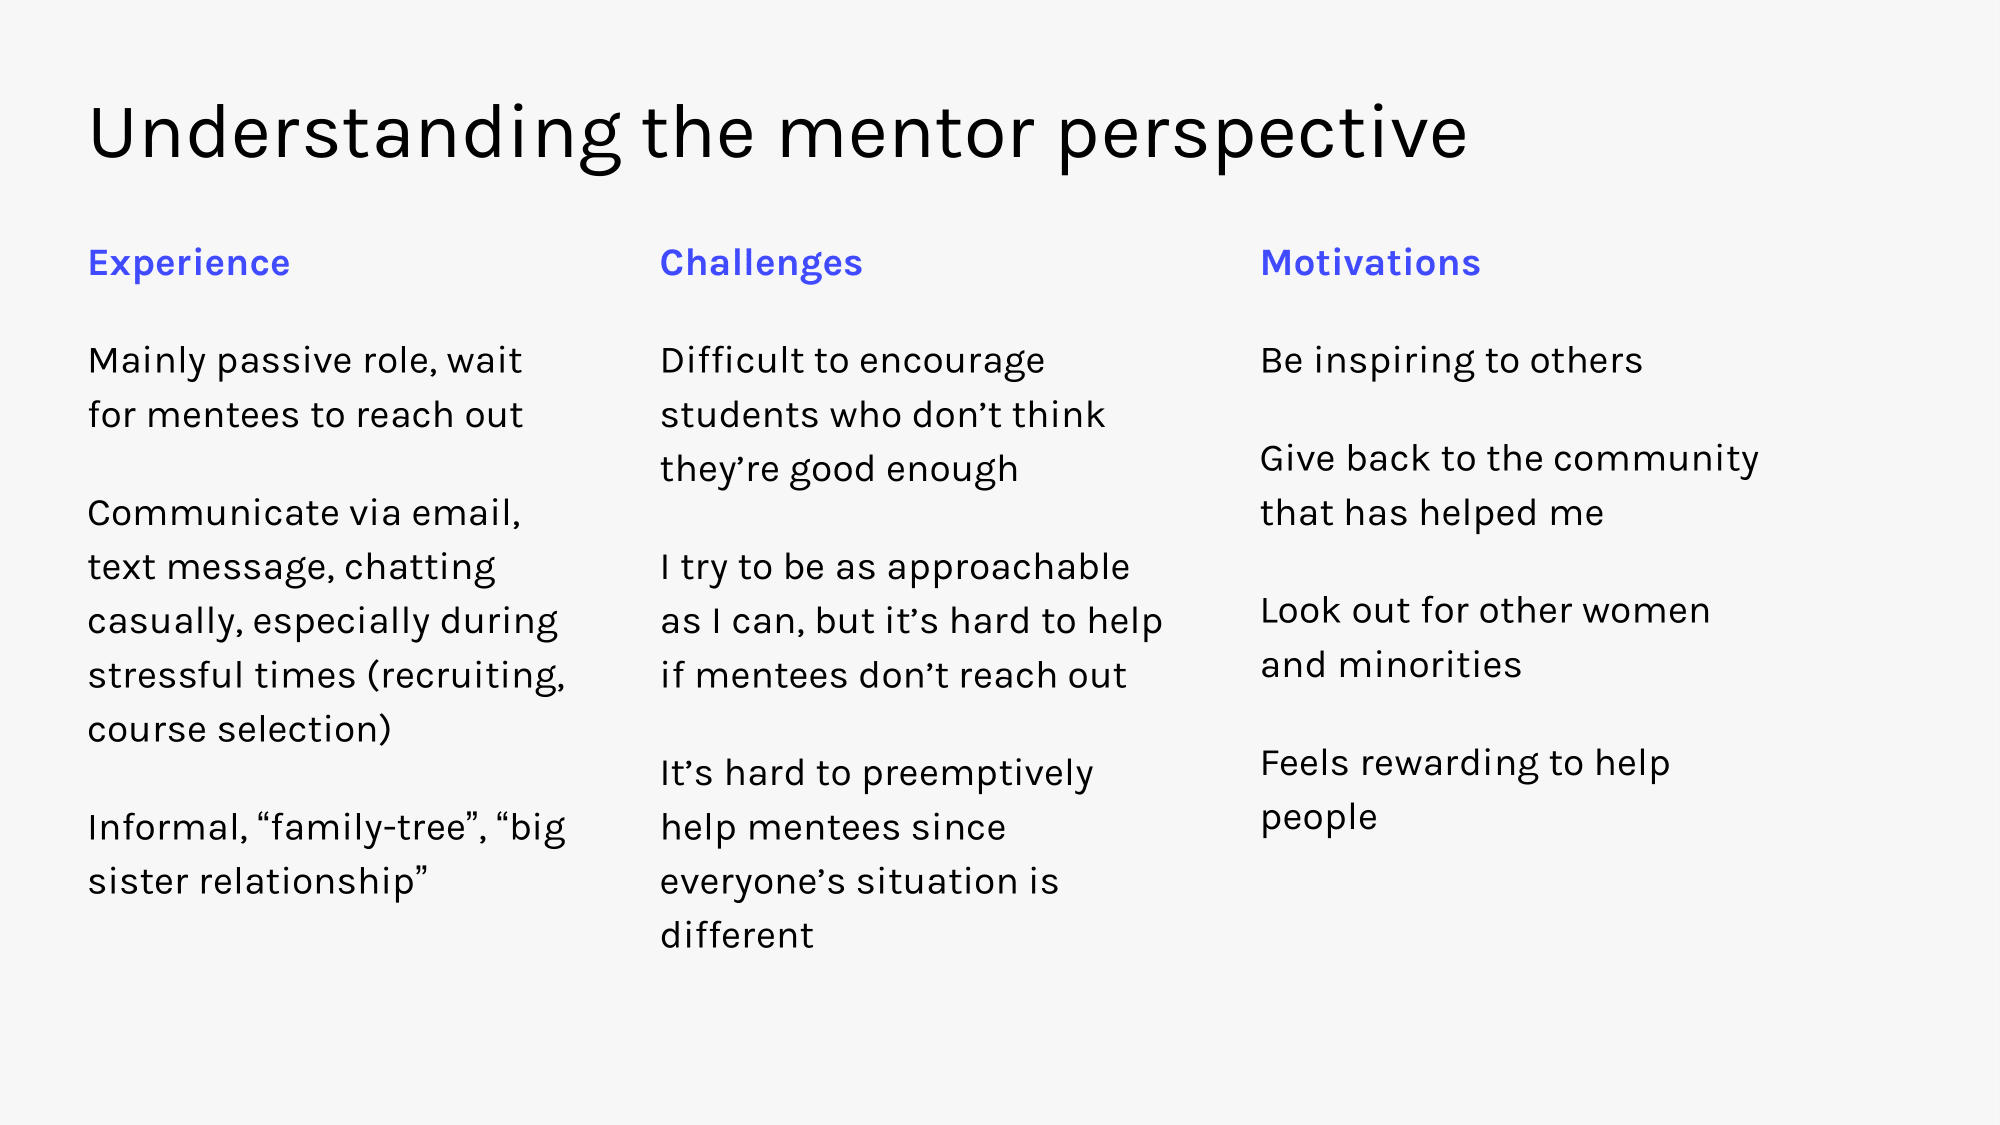 Understanding the mentor perspective
Experience
Mainly passive role, wait
for mentees to reach out
Communicate via email,
text message, chatting
casually, especially during
stressful times (recruiting,
course selection)
Informal, “family-tree”, “big
sister relationship”
Challenges
Difficult to encourage
students who don’t think
they’re good enough
I try to be as approachable
as I can, but it’s hard to help
if mentees don’t reach out
It’s hard to preemptively
help mentees since
everyone’s situation is
different
Motivations
Be inspiring to others
Give back to the community
that has helped me
Look out for other women
and minorities
Feels rewarding to help
people